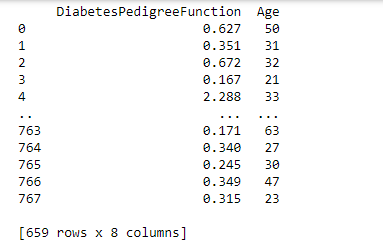 DiabetesPedigreeFunction Age
0 0.627 50
1 0.351 31
2 0.672 32
3 0.167 21
4 2.288 33
.. ... ...
763 0.171 63
764 0.340 27
765 0.245 30
766 0.349 47
767 0.315 23
[659 rows x 8 columns]